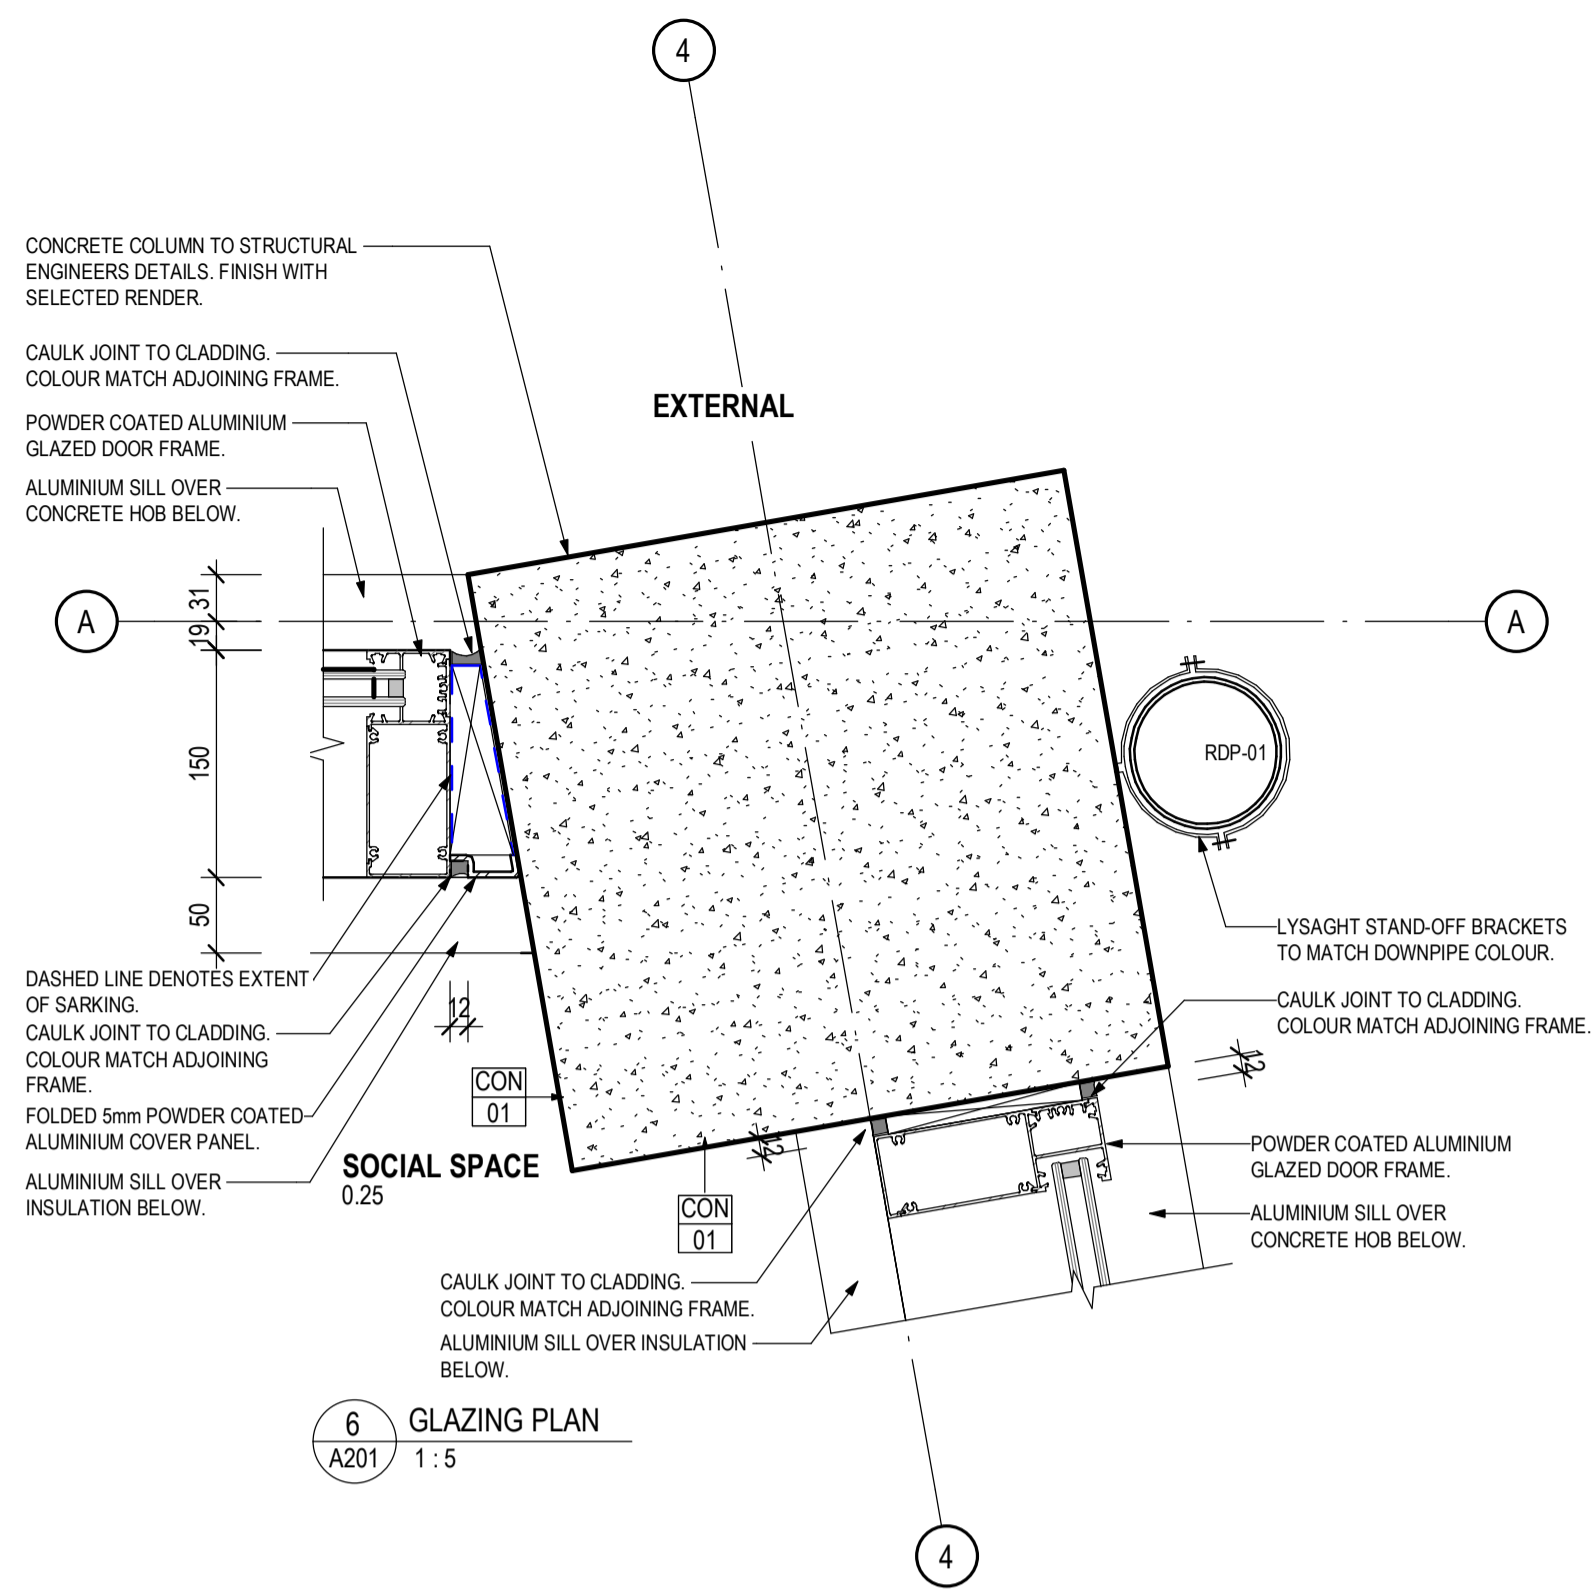 4
CONCRETE COLUMN TO STRUCTURAL
ENGINEERS DETAILS. FINISH WITH
SELECTED RENDER.
CAULK JOINT TO CLADDING.
COLOUR MATCH ADJOINING FRAME.
POWDER COATED ALUMINIUM
GLAZED DOOR FRAME.
ALUMINIUM SILL OVER
CONCRETE HOB BELOW.
EXTERNAL
A
A
31
19
150
50
RDP-01
LYSAGHT STAND-OFF BRACKETS
TO MATCH DOWNPIPE COLOUR.
CAULK JOINT TO CLADDING.
COLOUR MATCH ADJOINING FRAME.
12
POWDER COATED ALUMINIUM
GLAZED DOOR FRAME.
ALUMINIUM SILL OVER
CONCRETE HOB BELOW.
DASHED LINE DENOTES EXTENT
OF SARKING.
CAULK JOINT TO CLADDING.
COLOUR MATCH ADJOINING
FRAME.
FOLDED 5mm POWDER COATED
ALUMINIUM COVER PANEL.
ALUMINIUM SILL OVER
INSULATION BELOW.
12
CON
01
SOCIAL SPACE
0.25
12
CON
01
CAULK JOINT TO CLADDING.
COLOUR MATCH ADJOINING FRAME.
ALUMINIUM SILL OVER INSULATION
BELOW.
6
A201
GLAZING PLAN
1 : 5
4